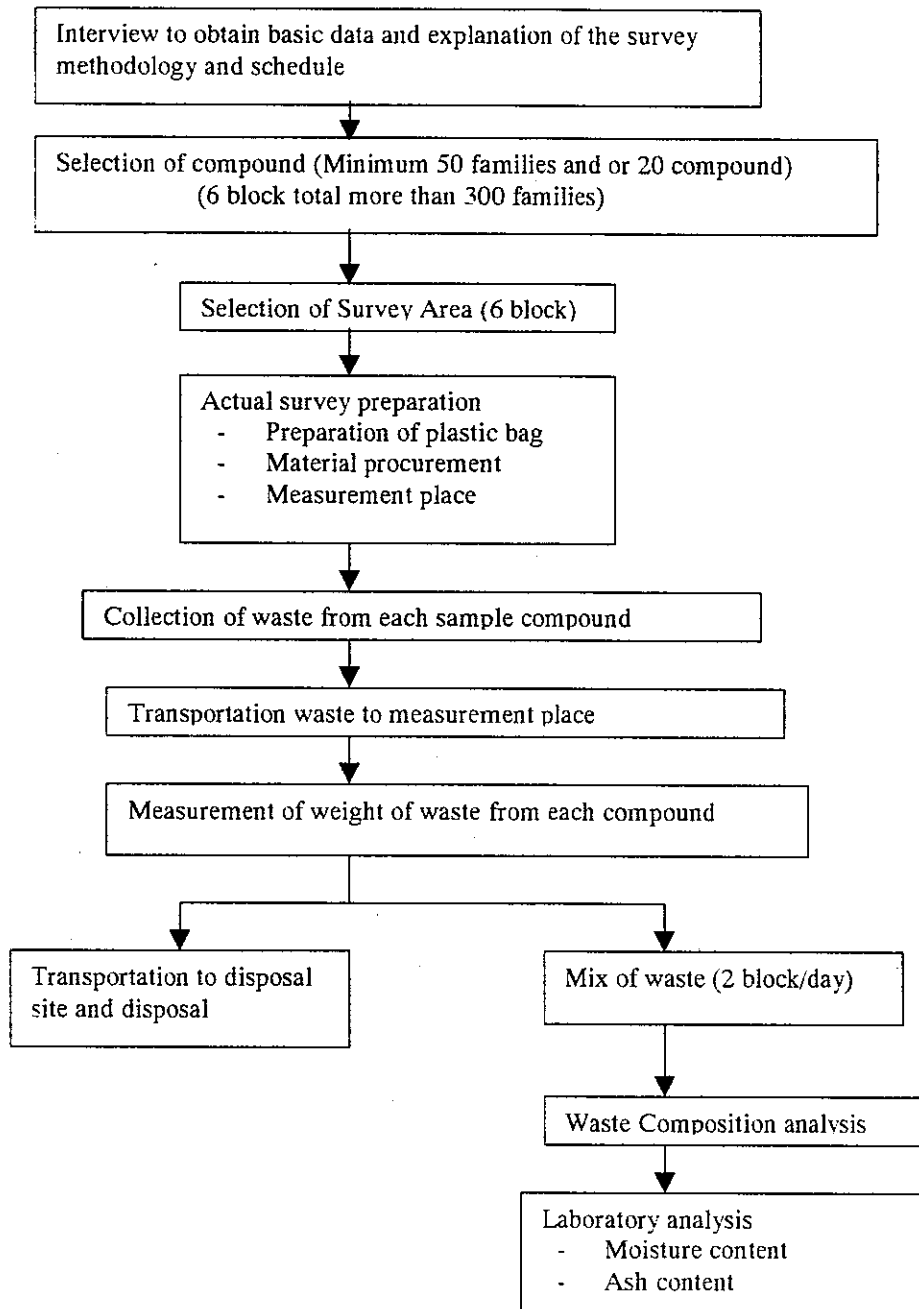 Interview to obtain basic data and explanation of the survey
methodology and schedule
Selection of compound (Minimum 50 families and or 20 compound)
(6 block total more than 300 families)
Selection of Survey Area (6 block)
Actual survey preparation
- Preparation of plastic bag
- Material procurement
- Measurement place
Collection of waste from each sample compound
Transportation waste to measurement place
Measurement of weight of waste from each compound
Transportation to disposal
site and disposal
Mix of waste (2 block/day)
Waste Composition analysis
Laboratory analysis
- Moisture content
- Ash content